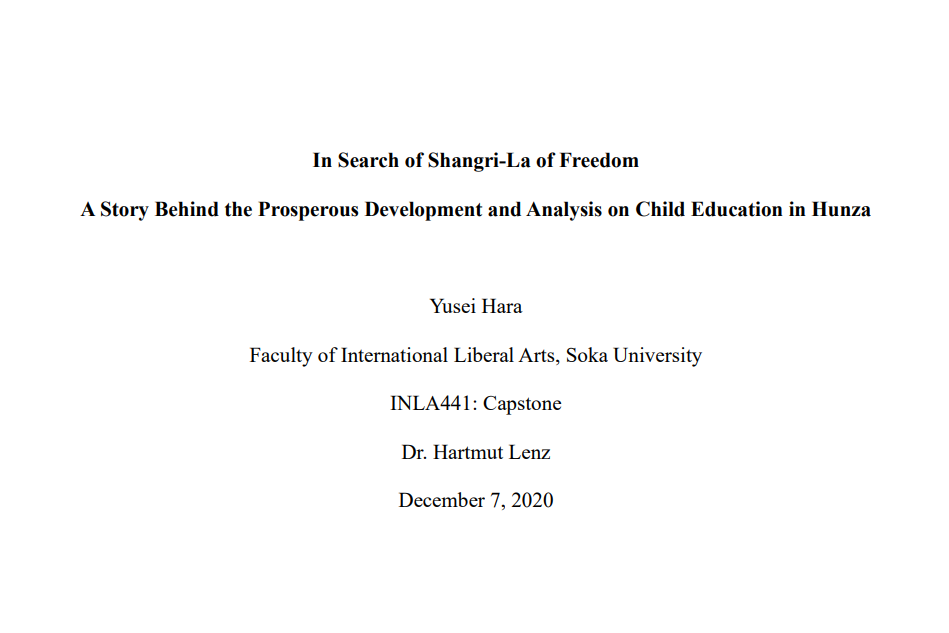 In Search of Shangri-La of Freedom
A Story Behind the Prosperous Development and Analysis on Child Education in Hunza
Yusei Hara
Faculty of International Liberal Arts, Soka University
INLA441: Capstone
Dr. Hartmut Lenz
December 7, 2020